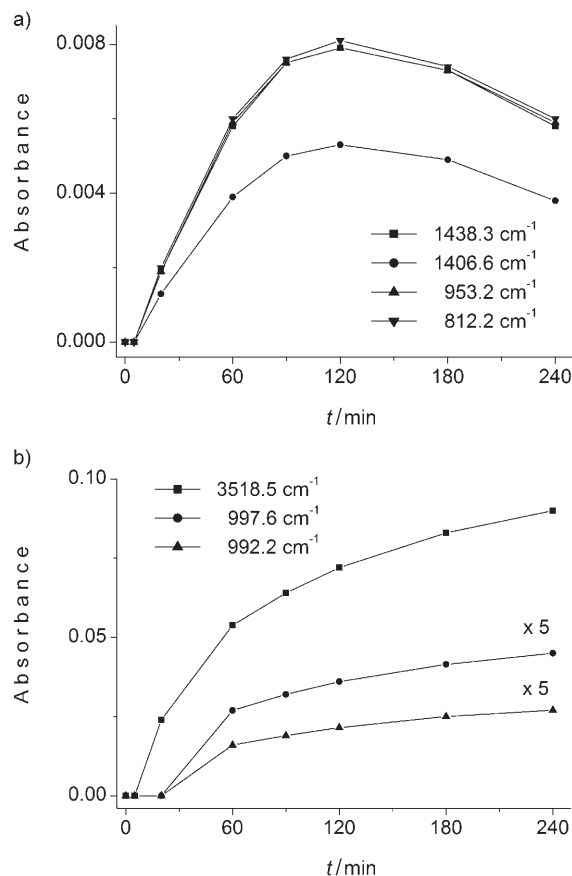 a)
0.008
0.004
0.000
Absorbance
1438.3 cm-1
1406.6 cm-1
953.2 cm-1
812.2 cm-1
0 60 120 180 240
t/min
b)
0.10
0.05
0.00
Absorbance
3518.5 cm-1
997.6 cm-1
992.2 cm-1
x 5
x 5
0 60 120 180 240
t/min